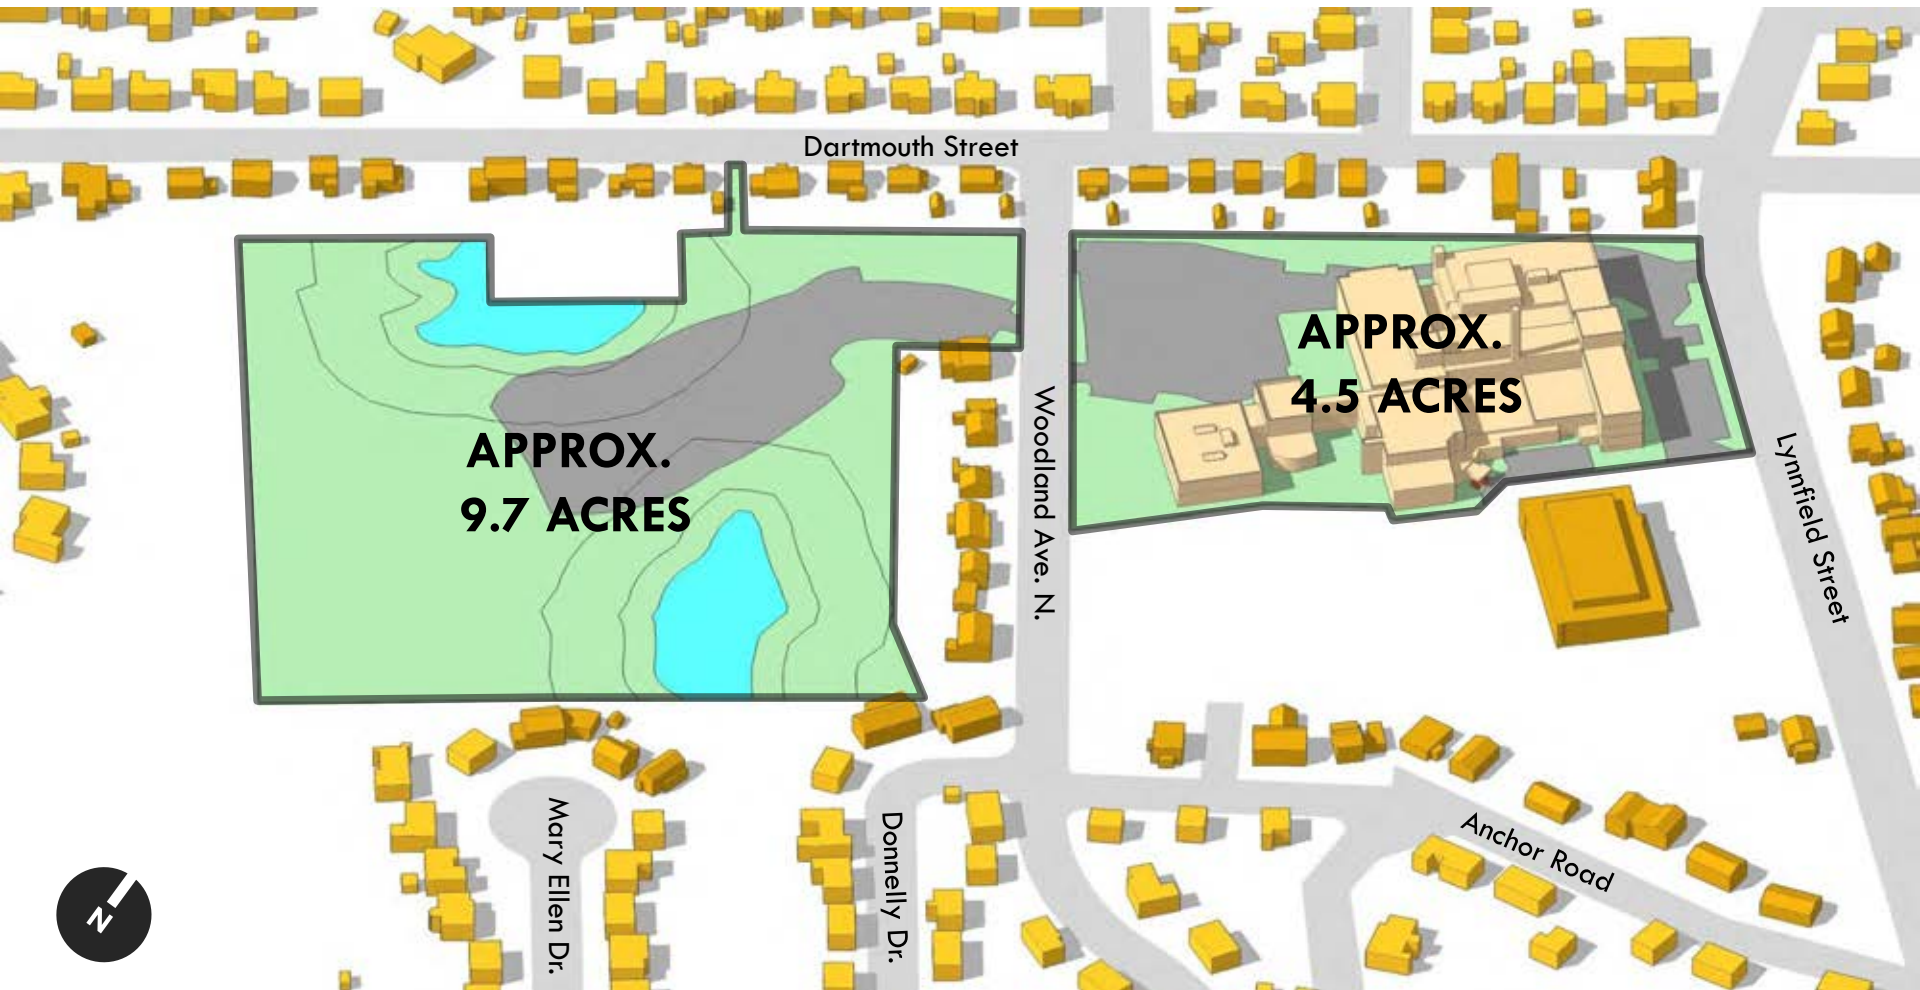 Dartmouth Street
APPROX.
4.5 ACRES
APPROX.
9.7 ACRES
Woodland Ave. N.
Lynnfield Street
Mary Ellen Dr.
Donnelly Dr.
Anchor Road
N